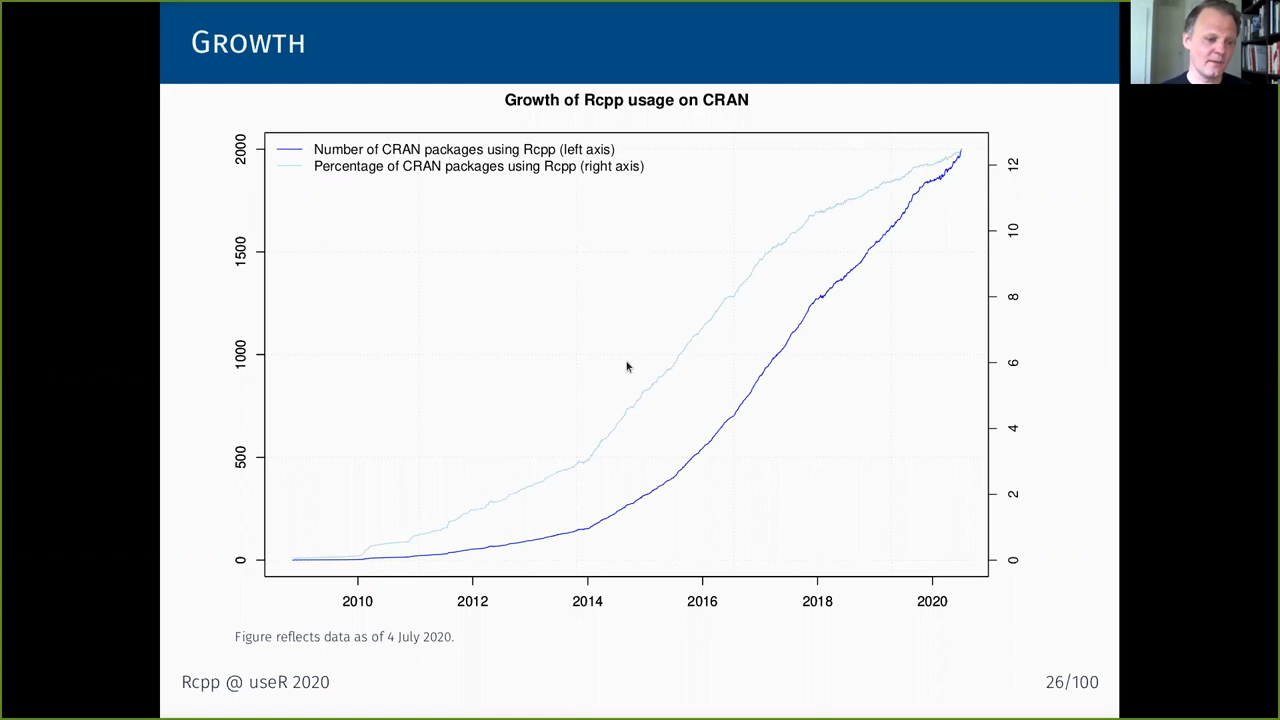 Growth
Growth of Rcpp usage on CRAN
Number of CRAN packages using Rcpp (left axis)
Percentage of CRAN packages using Rcpp (right axis)
2000
1500
1000
500
0
12
10
8
6
4
2
0
2010 2012 2014 2016 2018 2020
Figure reflects data as of 4 July 2020.
Rcpp @ useR 2020
26/100